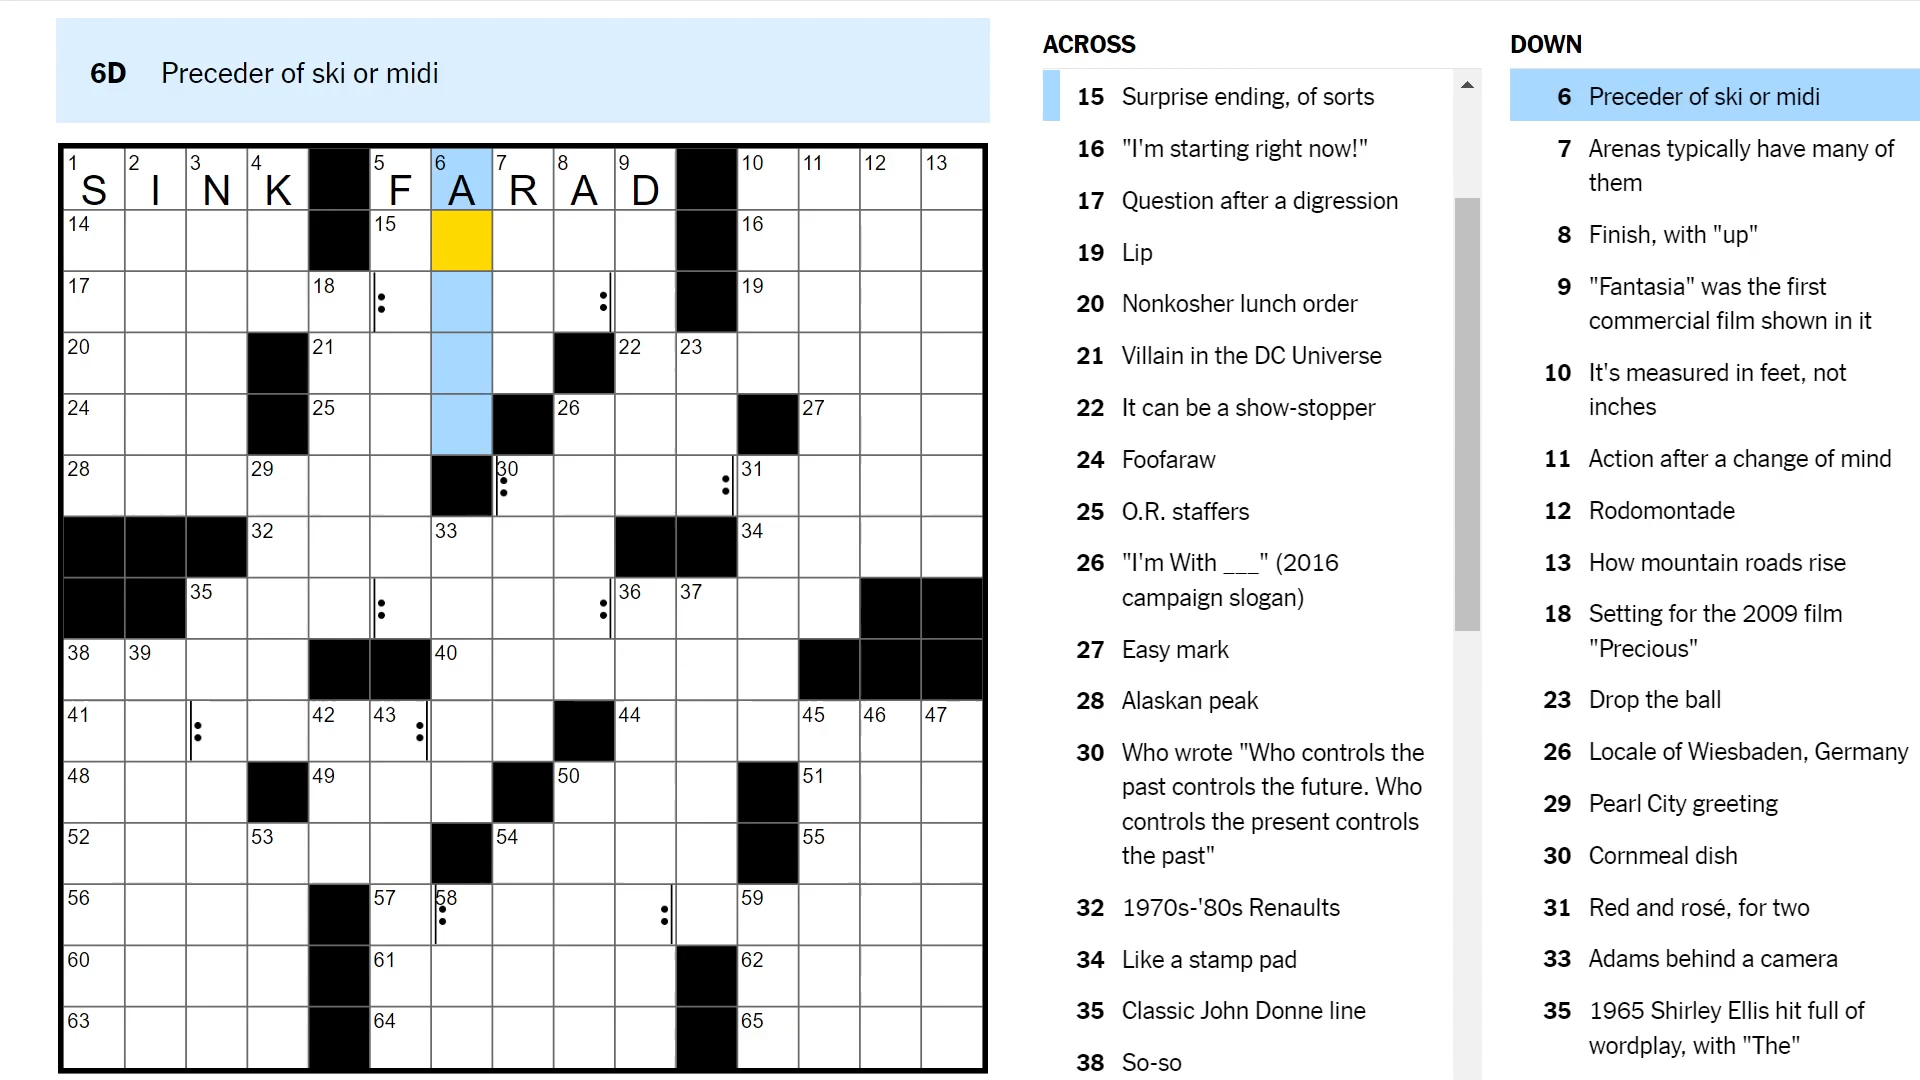 6D Preceder of ski or midi
1 2 3 4 5 6 7 8 9 10 11 12 13
S I N K F A R A D
14 15 16
17 18 19
20 21 22 23
24 25 26 27
28 29 30 31
32 33 34
35 36 37
38 39 40
41 42 43 44 45 46 47
48 49 50 51
52 53 54 55
56 57 58 59
60 61 62
63 64 65
ACROSS
15 Surprise ending, of sorts
16 "I'm starting right now!"
17 Question after a digression
19 Lip
20 Nonkosher lunch order
21 Villain in the DC Universe
22 It can be a show-stopper
24 Foofaraw
25 O.R. staffers
26 "I'm With ___" (2016
campaign slogan)
27 Easy mark
28 Alaskan peak
30 Who wrote "Who controls the
past controls the future. Who
controls the present controls
the past"
32 1970s-'80s Renaults
34 Like a stamp pad
35 Classic John Donne line
38 So-so
DOWN
6 Preceder of ski or midi
7 Arenas typically have many of
them
8 Finish, with "up"
9 "Fantasia" was the first
commercial film shown in it
10 It's measured in feet, not
inches
11 Action after a change of mind
12 Rodomontade
13 How mountain roads rise
18 Setting for the 2009 film
"Precious"
23 Drop the ball
26 Locale of Wiesbaden, Germany
29 Pearl City greeting
30 Cornmeal dish
31 Red and rosé, for two
33 Adams behind a camera
35 1965 Shirley Ellis hit full of
wordplay, with "The"